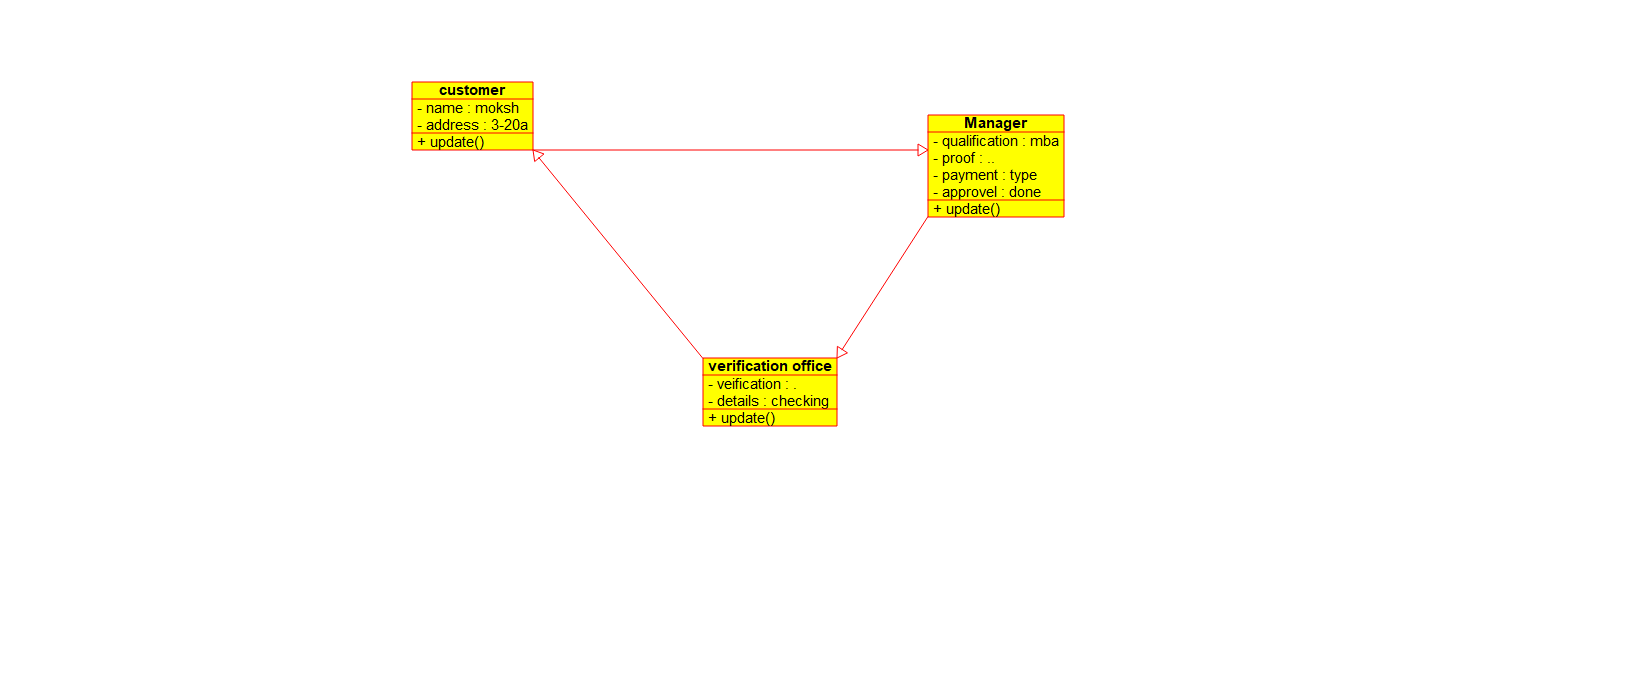 customer
- name : moksh
- address : 3-20a
+ update()
Manager
- qualification : mba
- proof : ..
- payment : type
- approvel : done
+ update()
verification office
- veification : .
- details : checking
+ update()